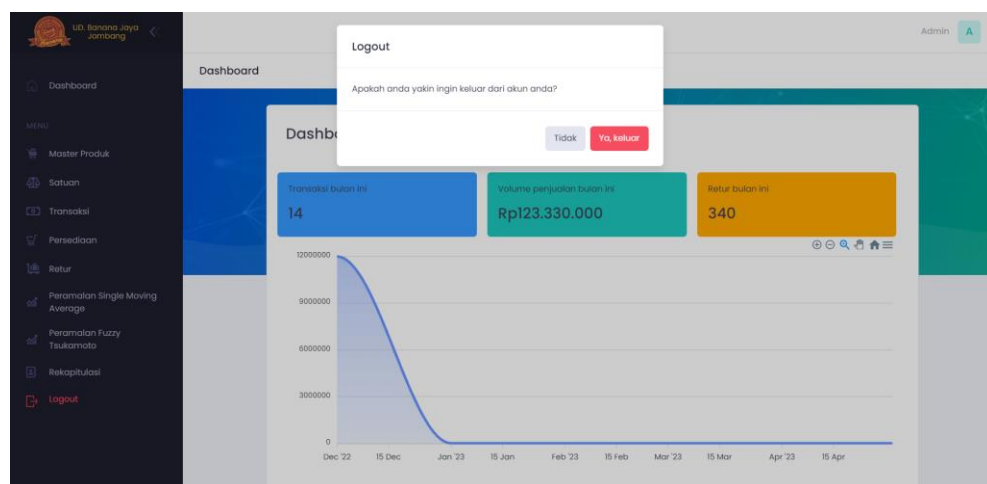 UD. Banana Jaya
Jombang
Admin
A
Logout
Apakah anda yakin ingin keluar dari akun anda?
Tidak
Ya, keluar
Dashboard
MENU
Master Produk
Satuan
Transaksi
Persediaan
Retur
Peramalan Single Moving
Average
Peramalan Fuzzy
Tsukamoto
Rekapitulasi
Logout
Dashboard
Dashbo
Transaksi bulan ini
14
Volume penjualan bulan ini
Rp123.330.000
Retur bulan ini
340
12000000
9000000
6000000
3000000
0
Dec '22
15 Dec
Jan '23
15 Jan
Feb '23
15 Feb
Mar '23
15 Mar
Apr '23
15 Apr